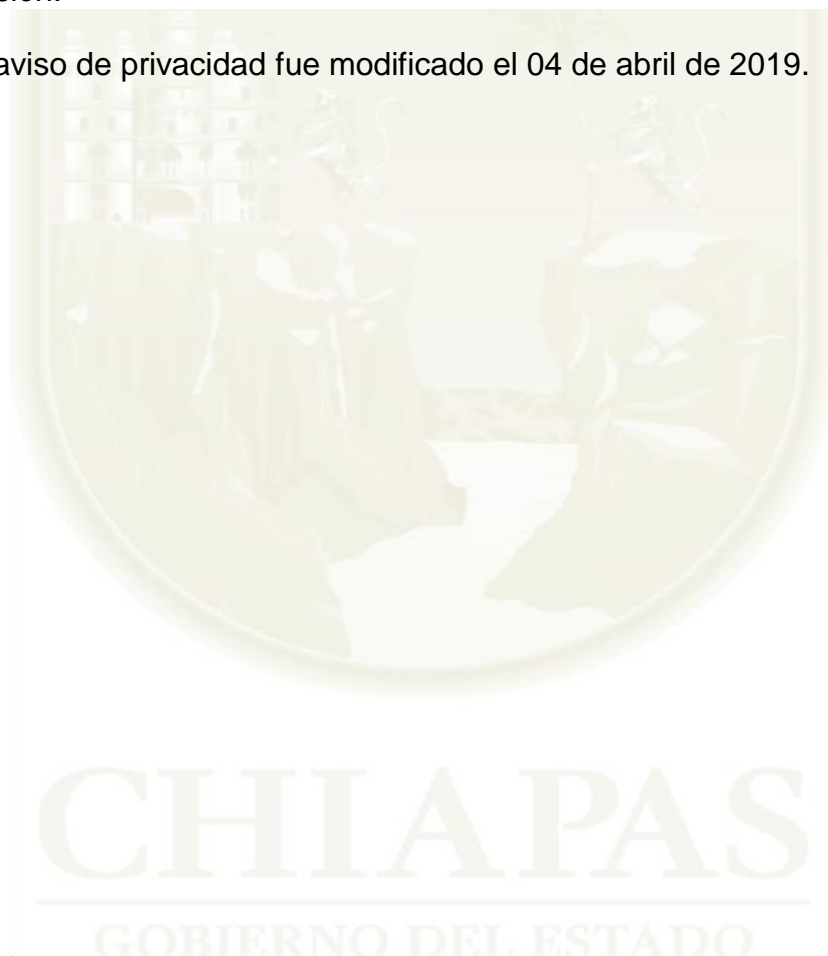 aviso de privacidad fue modificado el 04 de abril de 2019.
CHIAPAS
GOBIERNO DEL ESTADO